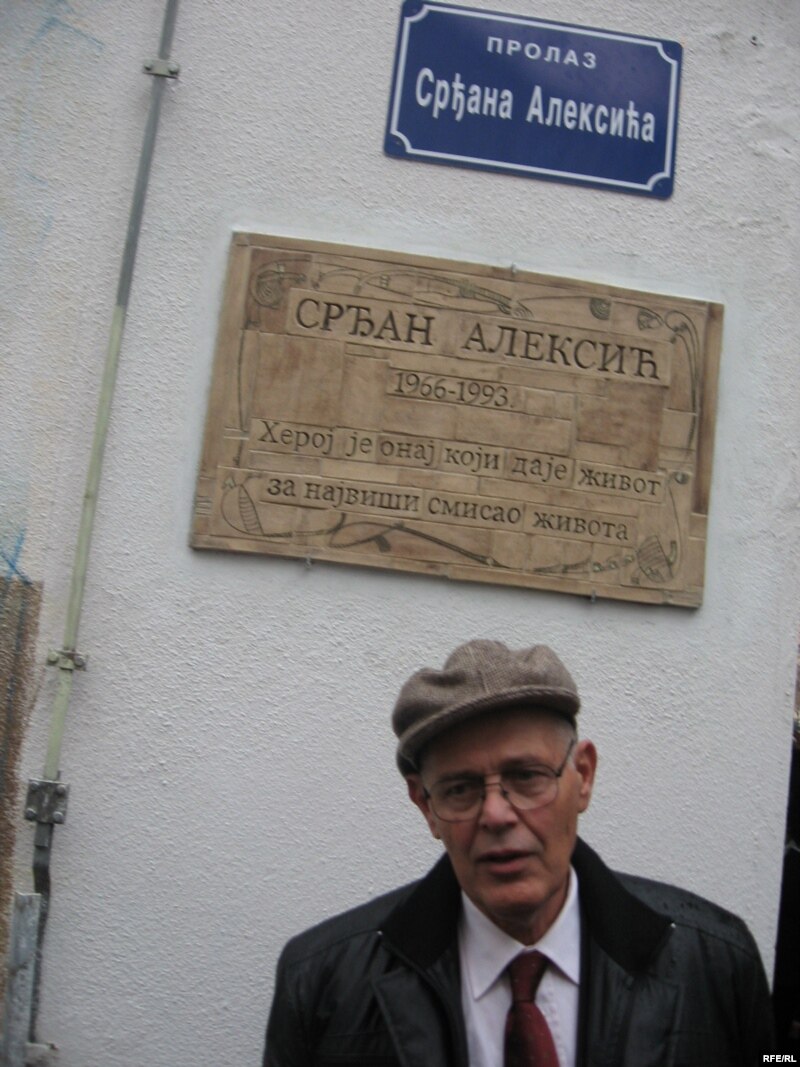 ПРОЛАЗ
Срђана Алексића
СРЂАН АЛЕКСИЋ
1966-1993.
Херој је онај који даје живот
за највиши смисао живота
RFE/RL